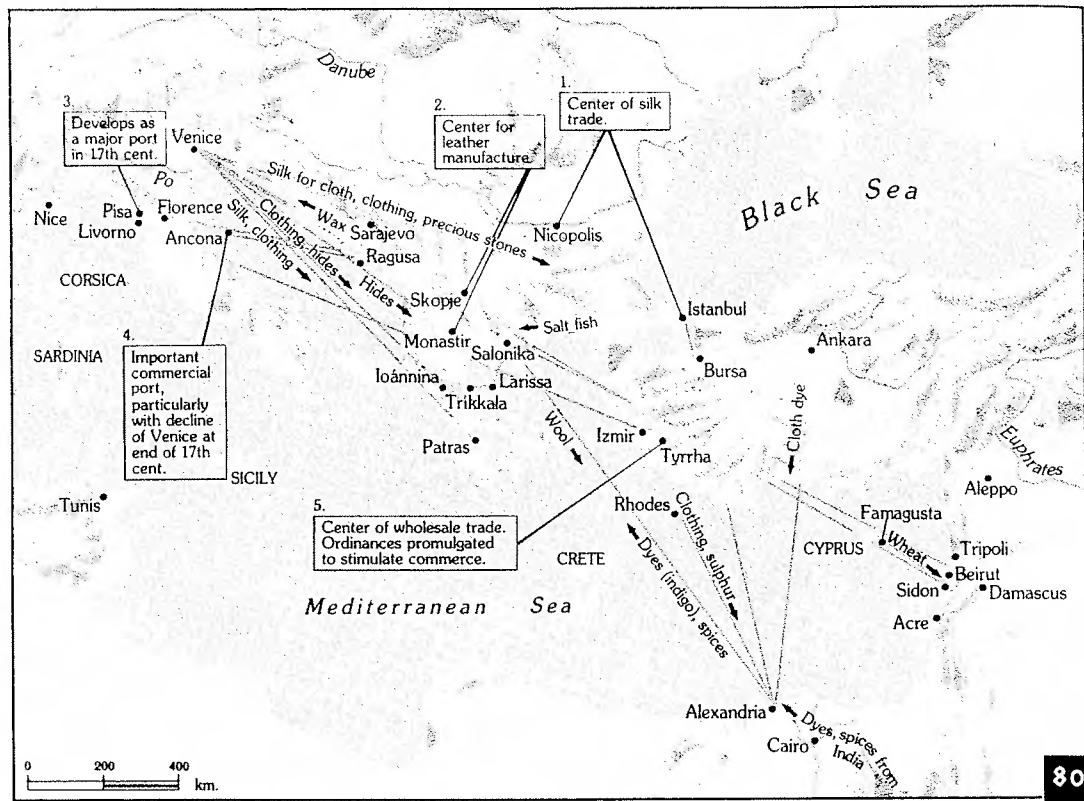 Danube
1.
Center of silk
trade.
2.
Center for
leather
manufacture.
3.
Develops as
a major port
in 17th cent.
Venice
Po
Nice
Pisa
Florence
Livorno
Ancona
CORSICA
Silk for cloth, clothing, precious stones
Wax
Sarajevo
Clothing, hides
Silk, clothing
Ragusa
Hides
Nicopolis
Black Sea
Skopje
Istanbul
Monastir
Salt fish
Salonika
Ankara
Bursa
SARDINIA
4.
Important
commercial
port,
particularly
with decline
of Venice at
end of 17th
cent.
Ioánnina
Larissa
Trikkala
Patras
Wool
Izmir
Tyrrha
Cloth dye
Euphrates
SICILY
Tunis
Aleppo
Rhodes
Famagusta
5.
Center of wholesale trade.
Ordinances promulgated
to stimulate commerce.
CRETE
CYPRUS
Wheat
Tripoli
Beirut
Sidon
Damascus
Acre
Clothing, sulphur
Dyes (indigo), spices
Mediterranean Sea
Alexandria
Cairo
Dyes, spices from
India
0 200 400
km.
80